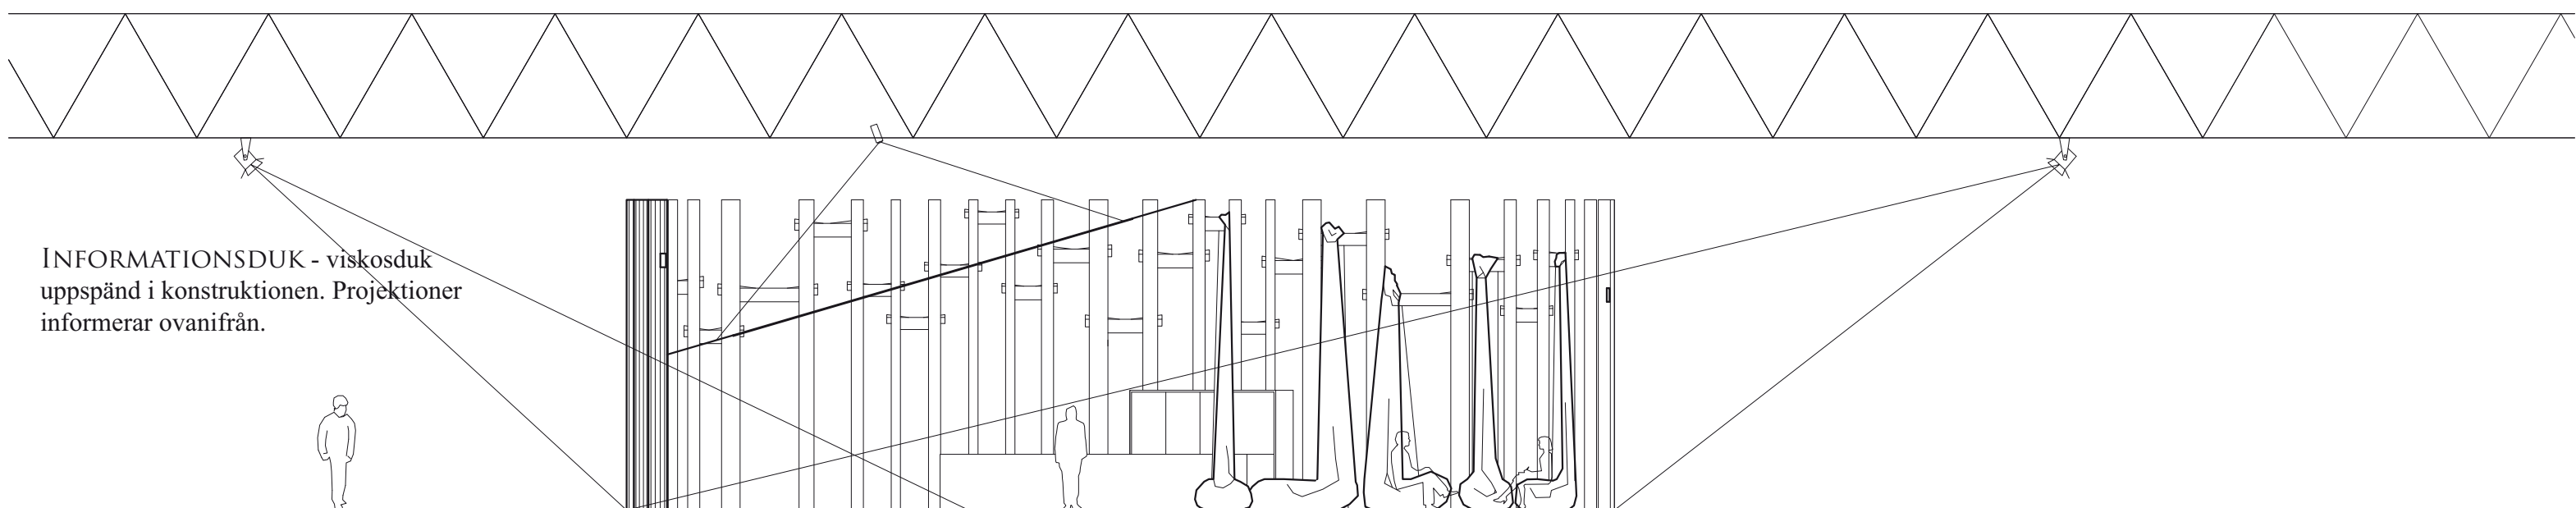 INFORMATIONSDUK - viskosduk
uppspänd i konstruktionen. Projektioner
informerar ovanifrån.